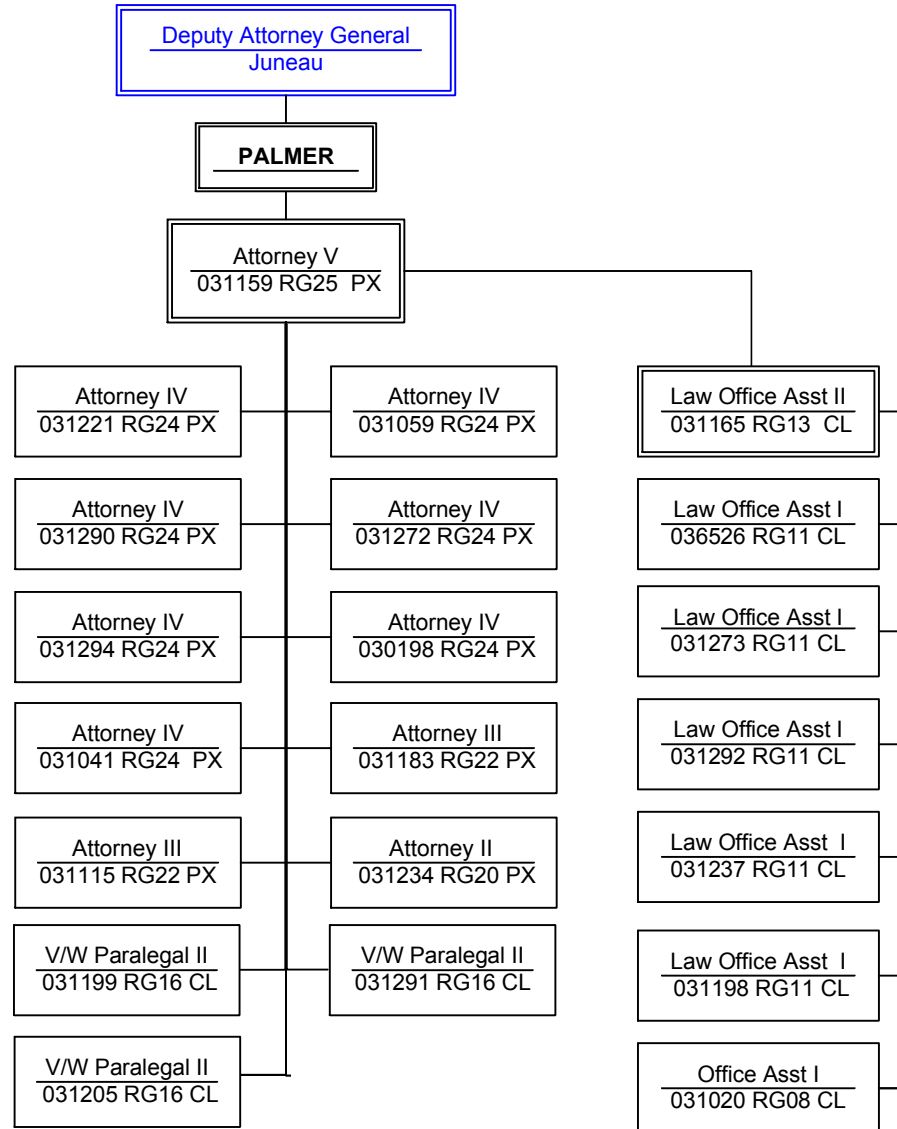 Deputy Attorney General
Juneau
PALMER
Attorney V
031159 RG25  PX
Attorney IV
031221 RG24 PX
Attorney IV
031059 RG24 PX
Law Office Asst II
031165 RG13  CL
Attorney IV
031290 RG24 PX
Attorney IV
031272 RG24 PX
Law Office Asst I
036526 RG11 CL
Attorney IV
031294 RG24 PX
Attorney IV
030198 RG24 PX
Law Office Asst I
031273 RG11 CL
Attorney IV
031041 RG24  PX
Attorney III
031183 RG22 PX
Law Office Asst I
031292 RG11 CL
Attorney III
031115 RG22 PX
Attorney II
031234 RG20 PX
Law Office Asst  I
031237 RG11 CL
V/W Paralegal II
031199 RG16 CL
V/W Paralegal II
031291 RG16 CL
Law Office Asst  I
031198 RG11 CL
V/W Paralegal II
031205 RG16 CL
Office Asst I
031020 RG08 CL